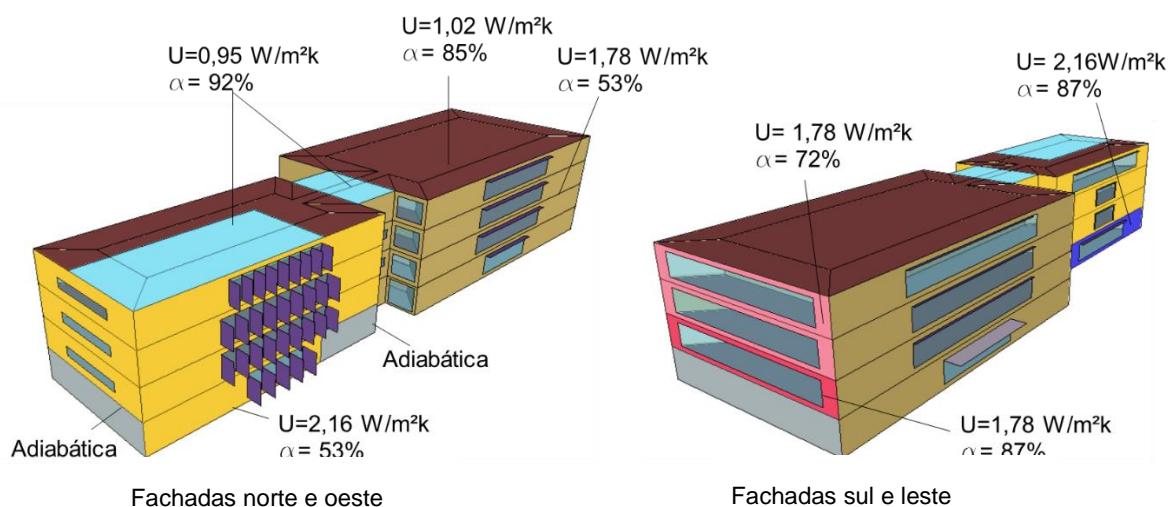 U=1,02 W/m²k
α= 85%
U=0,95 W/m²k
α= 92%
U=1,78 W/m²k
α= 53%
Adiabática
Adiabática
U=2,16 W/m²k
α= 53%
Fachadas norte e oeste
U= 2,16W/m²k
α= 87%
U= 1,78 W/m²k
α= 72%
U=1,78 W/m²k
α= 87%
Fachadas sul e leste